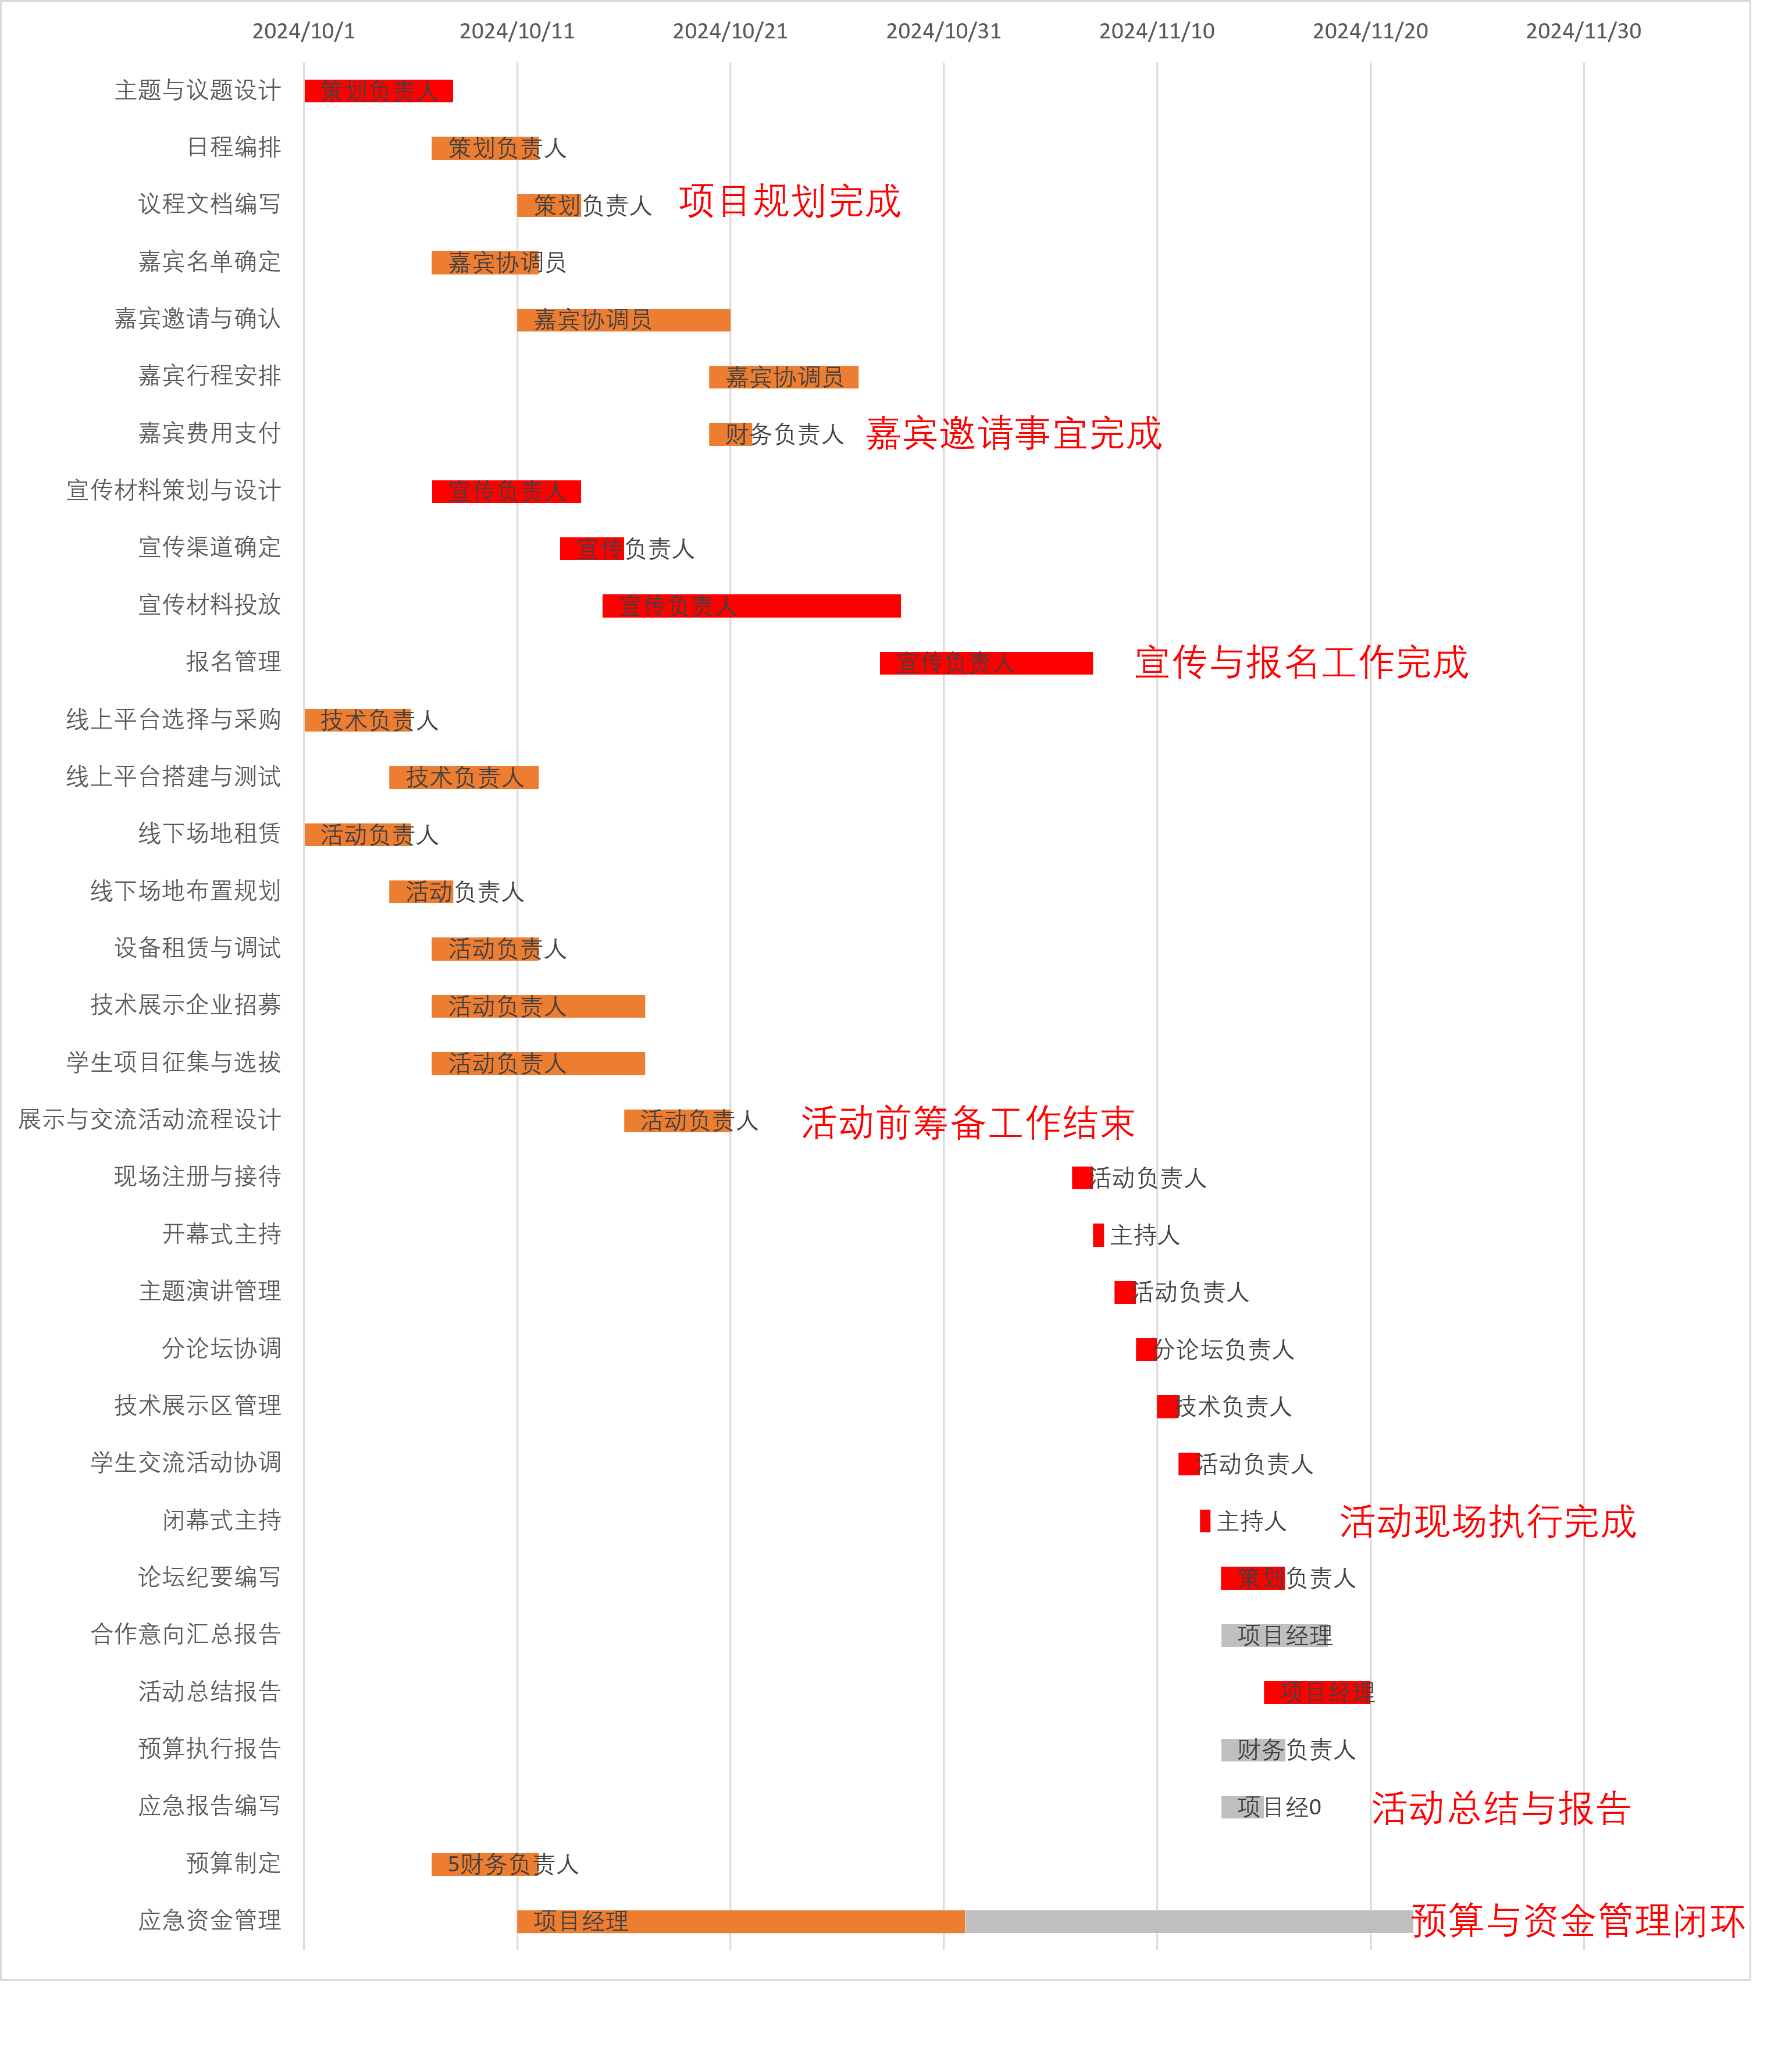 2024/10/1 2024/10/11 2024/10/21 2024/10/31 2024/11/10 2024/11/20 2024/11/30
主题与议题设计 策划负责人
日程编排 策划负责人
议程文档编写 策划负责人 项目规划完成
嘉宾名单确定 嘉宾协调员
嘉宾邀请与确认 嘉宾协调员
嘉宾行程安排 嘉宾协调员
嘉宾费用支付 财务负责人 嘉宾邀请事宜完成
宣传材料策划与设计 宣传负责人
宣传渠道确定 宣传负责人
宣传材料投放 宣传负责人
报名管理 宣传负责人 宣传与报名工作完成
线上平台选择与采购 技术负责人
线上平台搭建与测试 技术负责人
线下场地租赁 活动负责人
线下场地布置规划 活动负责人
设备租赁与调试 活动负责人
技术展示企业招募 活动负责人
学生项目征集与选拔 活动负责人
展示与交流活动流程设计 活动负责人 活动前筹备工作结束
现场注册与接待 活动负责人
开幕式主持 主持人
主题演讲管理 活动负责人
分论坛协调 分论坛负责人
技术展示区管理 技术负责人
学生交流活动协调 活动负责人
闭幕式主持 主持人 活动现场执行完成
论坛纪要编写 策划负责人
合作意向汇总报告 项目经理
活动总结报告 项目经理
预算执行报告 财务负责人
应急报告编写 项目经0 活动总结与报告
预算制定 5财务负责人
应急资金管理 项目经理 预算与资金管理闭环